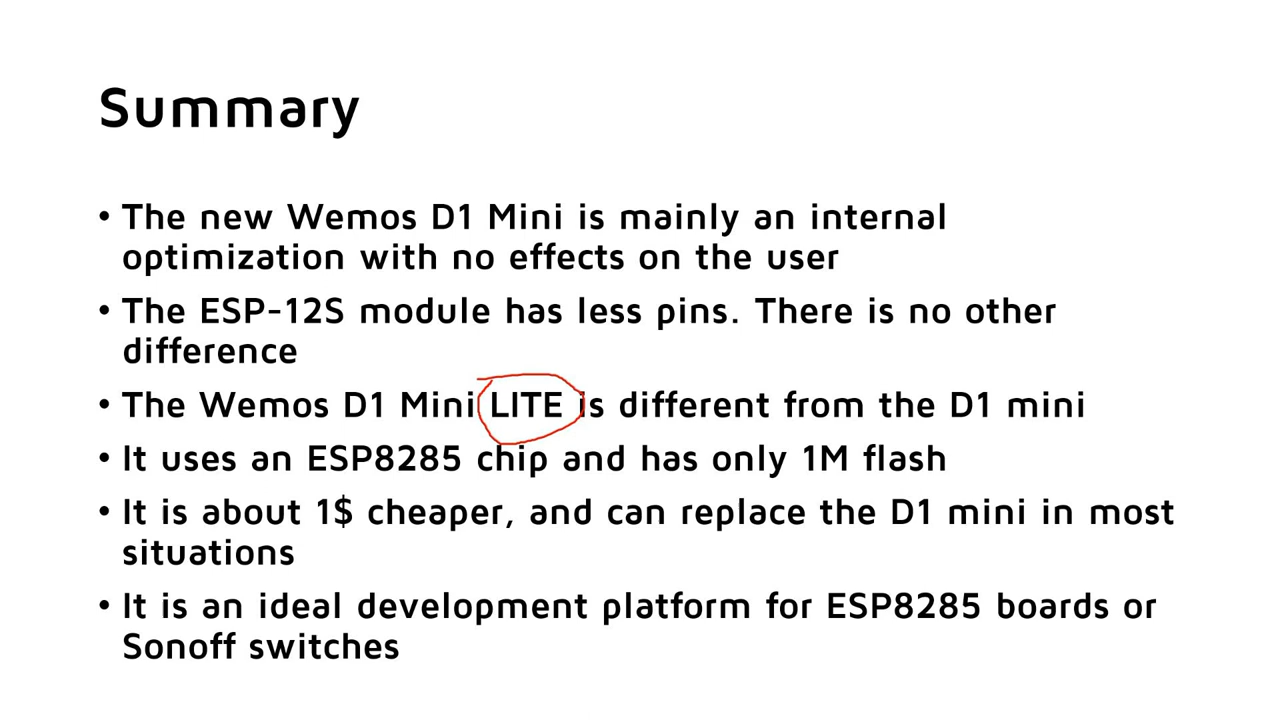 Summary
• The new Wemos D1 Mini is mainly an internal
optimization with no effects on the user
• The ESP-12S module has less pins. There is no other
difference
• The Wemos D1 Mini LITE is different from the D1 mini
• It uses an ESP8285 chip and has only 1M flash
• It is about 1$ cheaper, and can replace the D1 mini in most
situations
• It is an ideal development platform for ESP8285 boards or
Sonoff switches